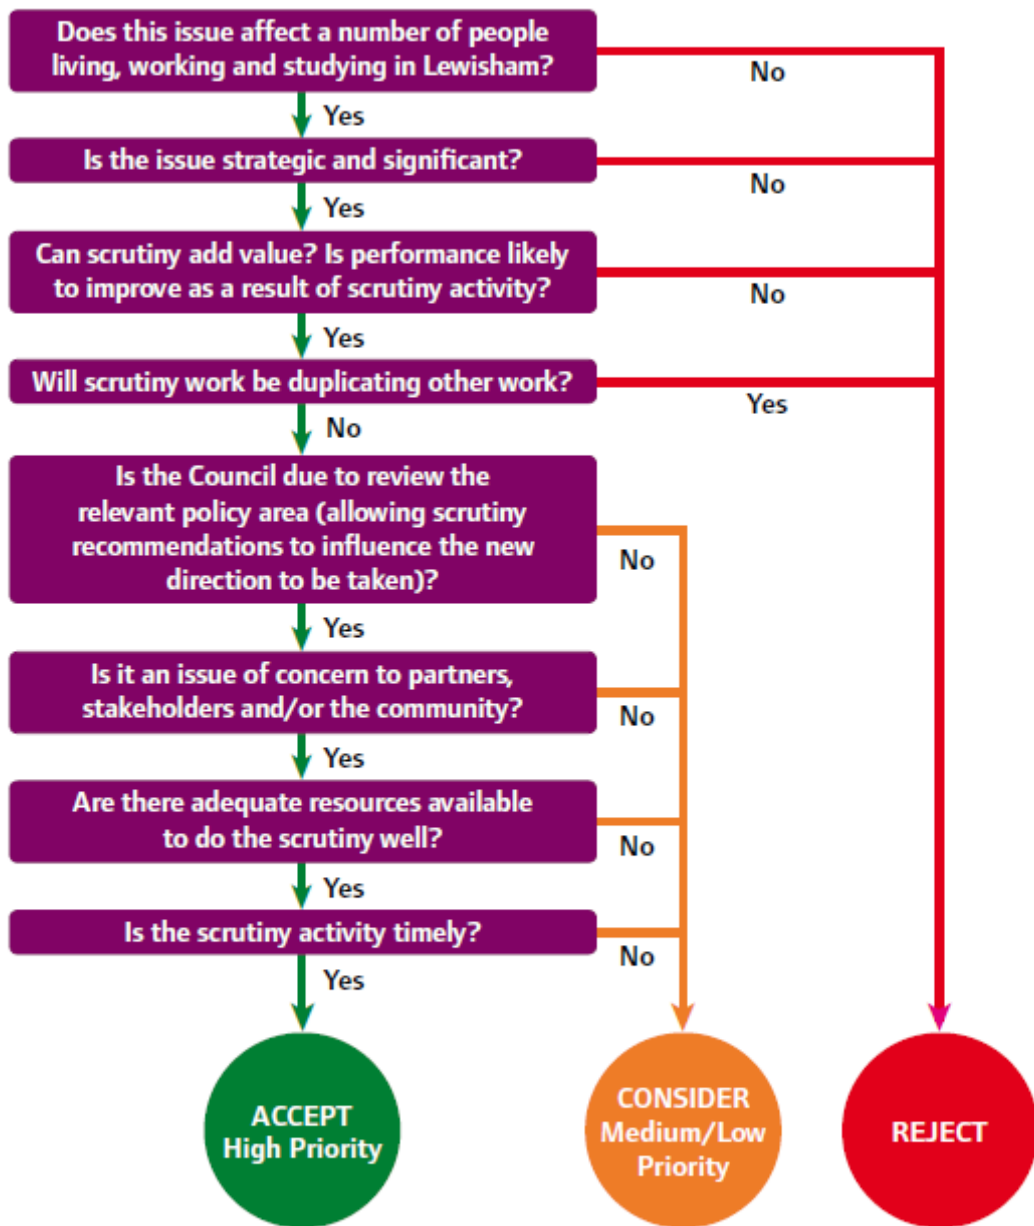 Does this issue affect a number of people
living, working and studying in Lewisham?
No
Yes
Is the issue strategic and significant?
No
Yes
Can scrutiny add value? Is performance likely
to improve as a result of scrutiny activity?
No
Yes
Will scrutiny work be duplicating other work?
Yes
No
Is the Council due to review the
relevant policy area (allowing scrutiny
recommendations to influence the new
direction to be taken)?
No
Yes
Is it an issue of concern to partners,
stakeholders and/or the community?
No
Yes
Are there adequate resources available
to do the scrutiny well?
No
Yes
Is the scrutiny activity timely?
No
Yes
ACCEPT
High Priority
CONSIDER
Medium/Low
Priority
REJECT